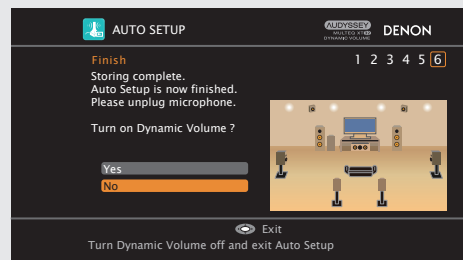 AUTO SETUP
AUDYSSEY
MULTEQ XT32
DYNAMIC VOLUME
DENON
Finish
1 2 3 4 5 6
Storing complete.
Auto Setup is now finished.
Please unplug microphone.
Turn on Dynamic Volume ?
Yes
No
Exit
Turn Dynamic Volume off and exit Auto Setup